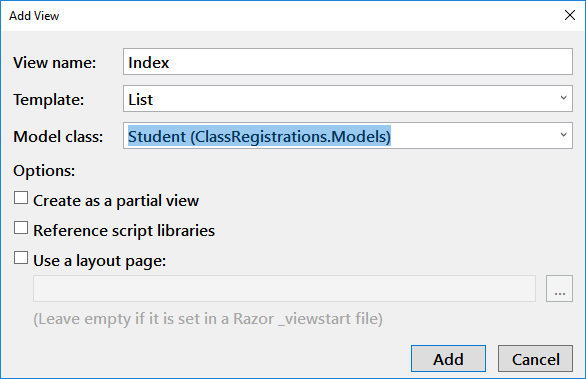 Add View
View name: Index
Template: List
Model class: Student (ClassRegistrations.Models)
Options:
Create as a partial view
Reference script libraries
Use a layout page:
...
(Leave empty if it is set in a Razor _viewstart file)
Add Cancel